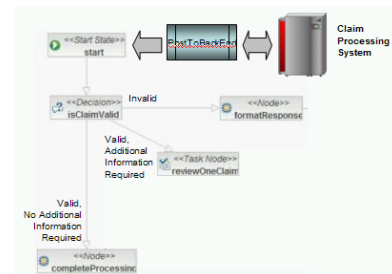 Claim
Processing
System
PostToBackEnd
<<Start State>>
start
<<Decision>>
isClaimValid
Invalid
<<Node>>
formatResponse
Valid,
Additional
Information
Required
<<Task Node>>
reviewOneClaim
Valid,
No Additional
Information
Required
<<Node>>
completeProcessing